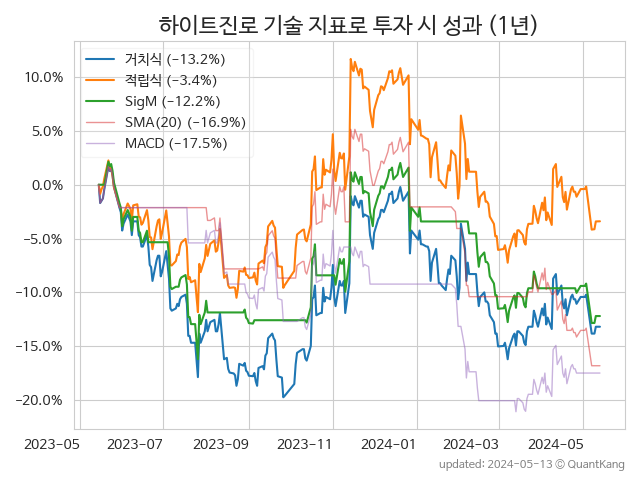 하이트진로 기술 지표로 투자 시 성과 (1년)
거치식 (−13.2%)
적립식 (−3.4%)
SigM (−12.2%)
SMA(20) (−16.9%)
MACD (−17.5%)
10.0%
5.0%
0.0%
−5.0%
−10.0%
−15.0%
−20.0%
2023-05 2023-07 2023-09 2023-11 2024-01 2024-03 2024-05
updated: 2024-05-13 ⓒ QuantKang